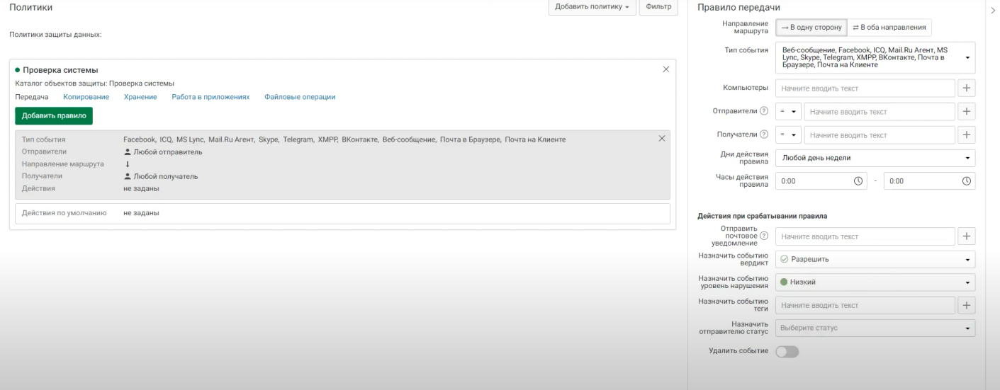 Политики
Добавить политику
Фильтр
Политики защиты данных:
Проверка системы
Каталог объектов защиты: Проверка системы
Передача Копирование Хранение Работа в приложениях Файловые операции
Добавить правило
Тип события Facebook, ICQ, MS Lync, Mail.Ru Агент, Skype, Telegram, XMPP, ВКонтакте, Веб-сообщение, Почта в Браузере, Почта на Клиенте
Отправители Любой отправитель
Направление маршрута ↓
Получатели Любой получатель
Действия не заданы
Действия по умолчанию не заданы
Правило передачи
Направление
маршрута
→ В одну сторону ⇄ В оба направления
Тип события
Веб-сообщение, Facebook, ICQ, Mail.Ru Агент, MS
Lync, Skype, Telegram, XMPP, ВКонтакте, Почта в
Браузере, Почта на Клиенте
Компьютеры Начните вводить текст +
Отправители ? = Начните вводить текст +
Получатели ? = Начните вводить текст +
Дни действия
правила
Любой день недели
Часы действия
правила
0:00 - 0:00
Действия при срабатывании правила
Отправить
почтовое ?
уведомление
Начните вводить текст +
Назначить событию
вердикт
Разрешить
Назначить событию
уровень нарушения
Низкий
Назначить событию
теги
Начните вводить текст +
Назначить
отправителю статус
Выберите статус
Удалить событие